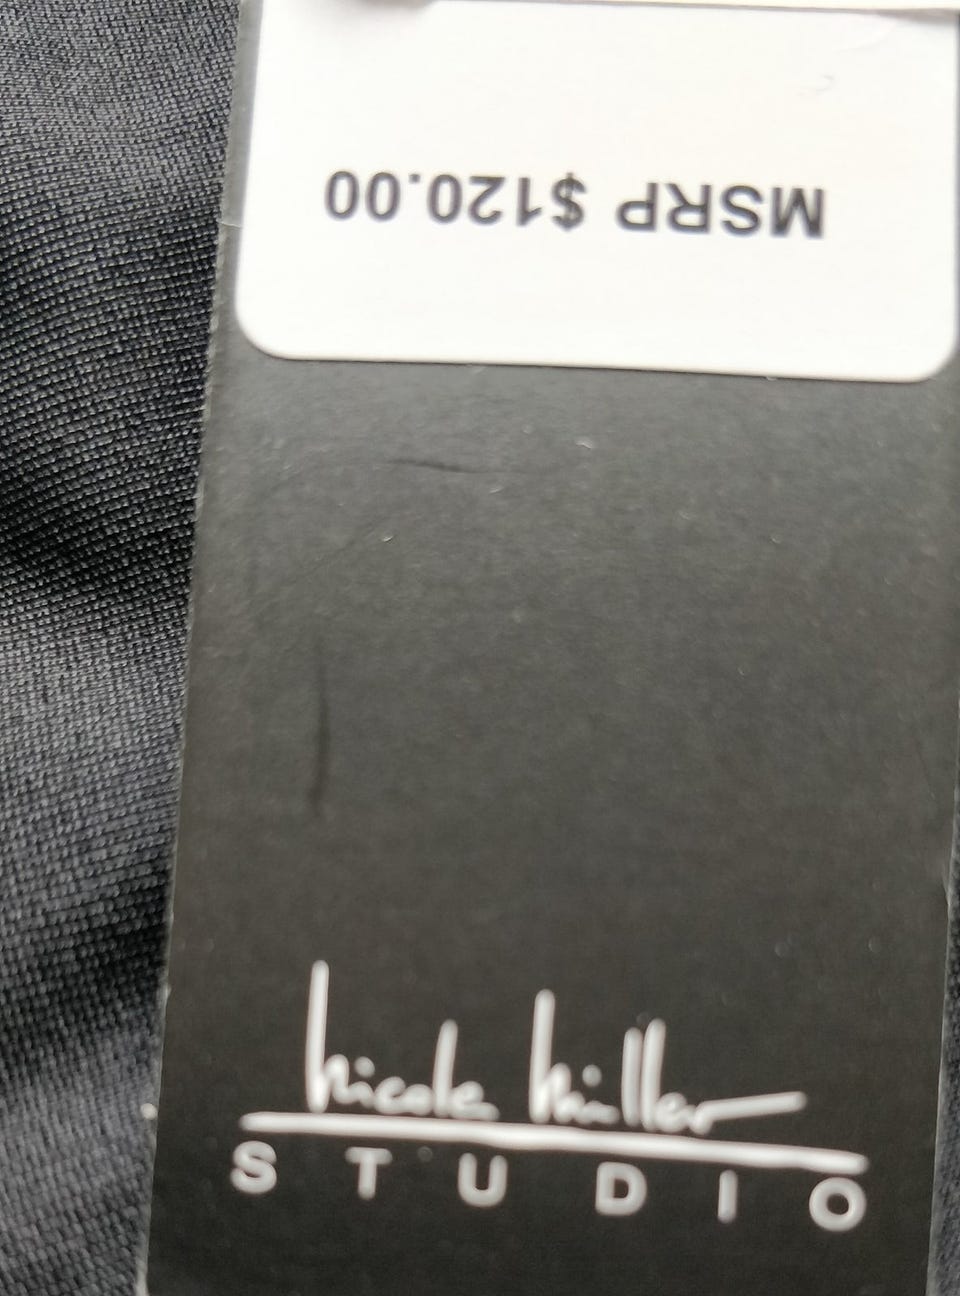 MSRP $120.00
nicole miller
STUDIO